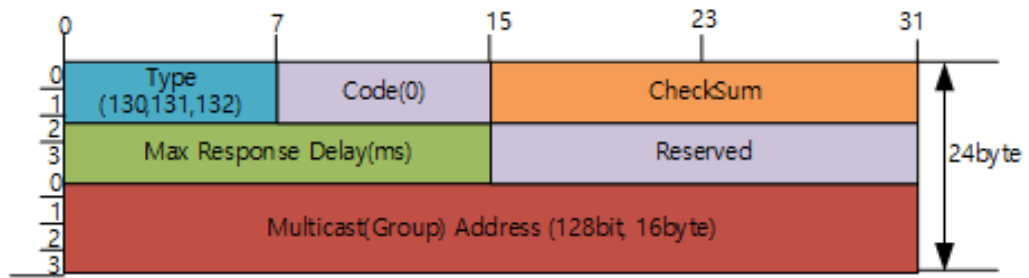 0 7 15 23 31
0
1
2
3
0
1
2
3
Type
(130,131,132)
Code(0)
CheckSum
Max Response Delay(ms)
Reserved
Multicast(Group) Address (128bit, 16byte)
24byte